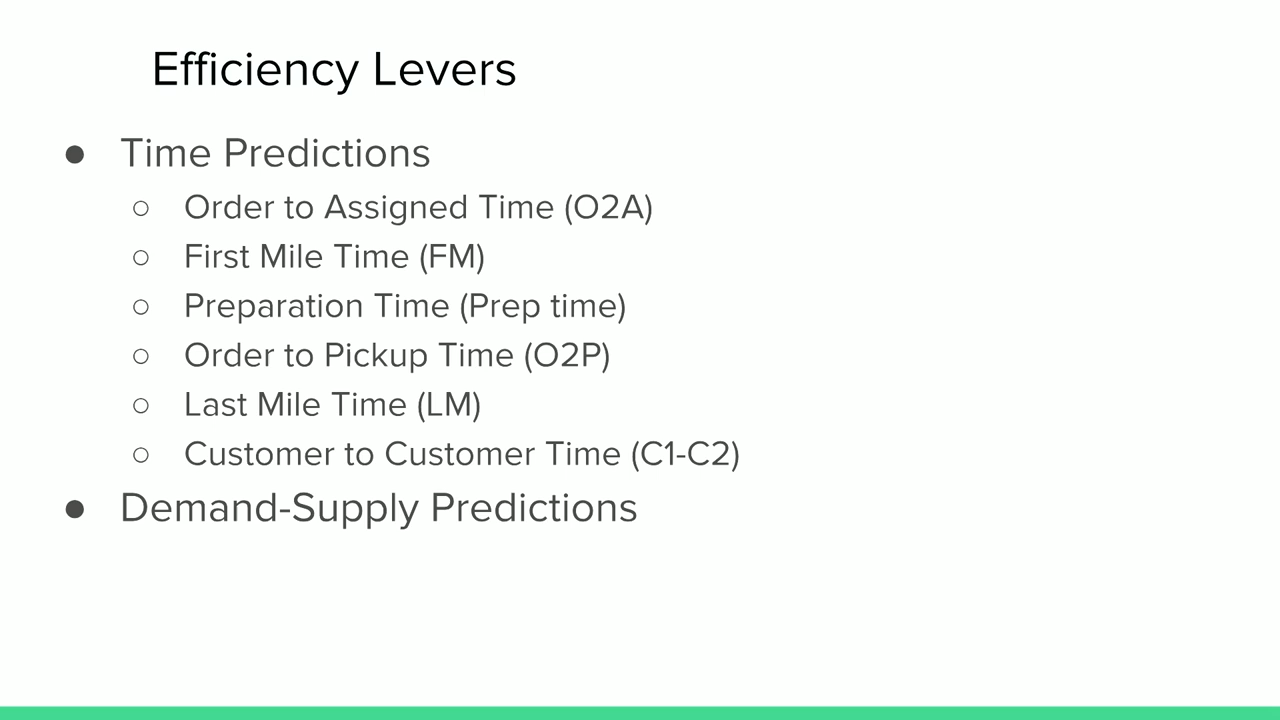 Efficiency Levers
● Time Predictions
○ Order to Assigned Time (O2A)
○ First Mile Time (FM)
○ Preparation Time (Prep time)
○ Order to Pickup Time (O2P)
○ Last Mile Time (LM)
○ Customer to Customer Time (C1-C2)
● Demand-Supply Predictions